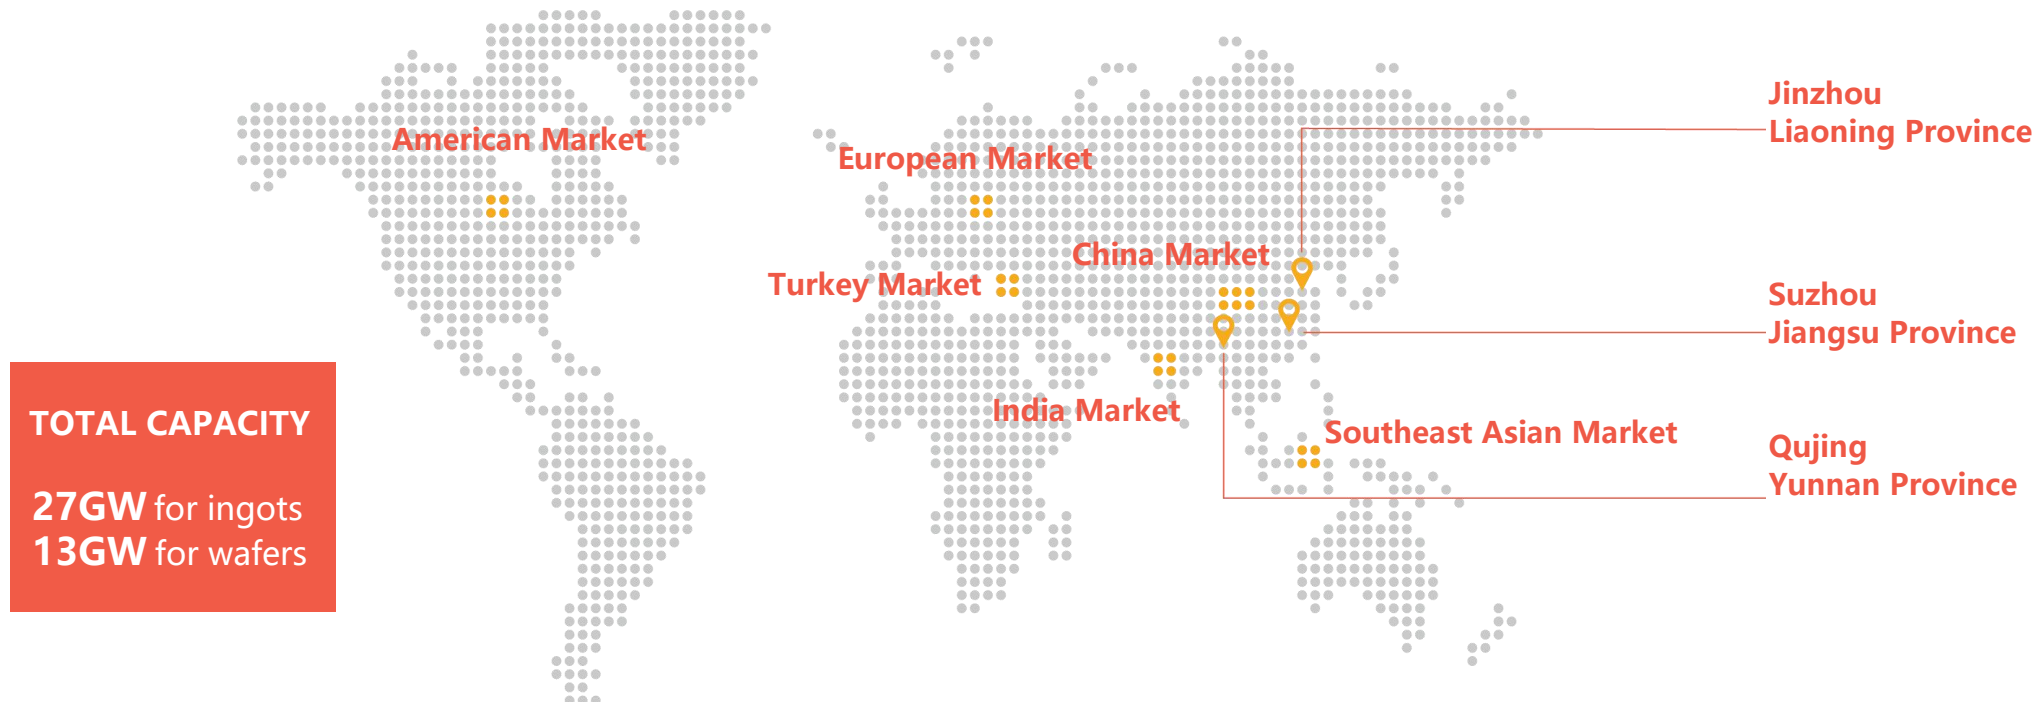 American Market
European Market
China Market
Turkey Market
India Market
Southeast Asian Market
Jinzhou
Liaoning Province
Suzhou
Jiangsu Province
Qujing
Yunnan Province
TOTAL CAPACITY
27GW for ingots
13GW for wafers